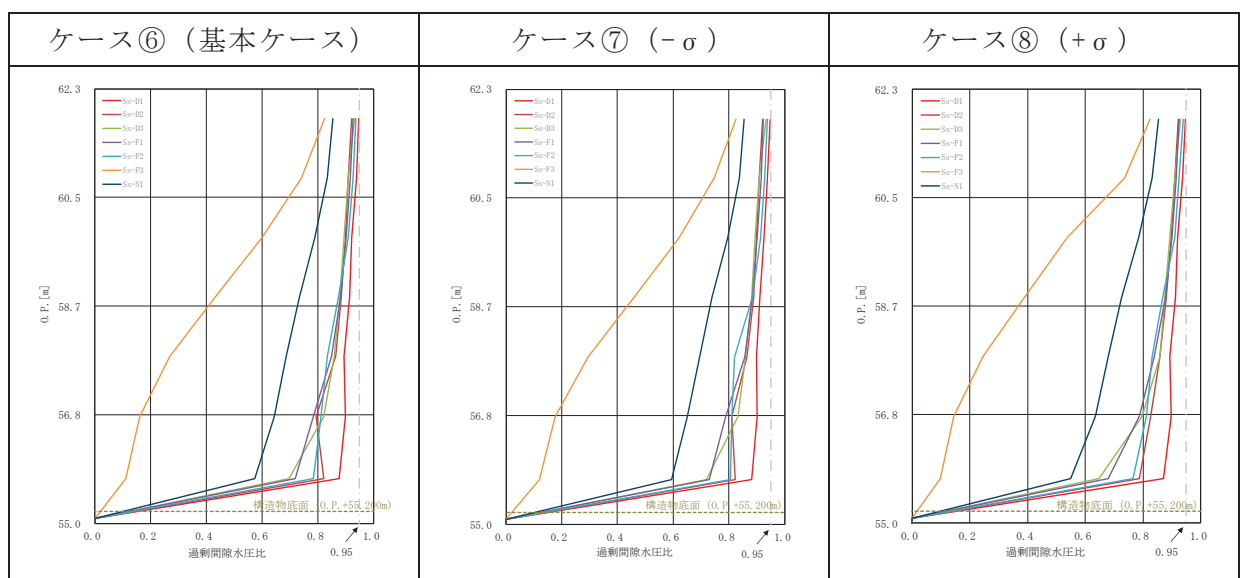 ケース⑥（基本ケース）
ケース⑦（-σ）
ケース⑧（+σ）
62.3
60.5
58.7
56.8
55.0
O.P.[m]
Ss-D1
Ss-D2
Ss-D3
Ss-F1
Ss-F2
Ss-F3
Ss-N1
構造物底面（O.P.+55.200m）
0.0
0.2
0.4
0.6
0.8
1.0
過剰間隙水圧比
0.95
62.3
60.5
58.7
56.8
55.0
O.P.[m]
Ss-D1
Ss-D2
Ss-D3
Ss-F1
Ss-F2
Ss-F3
Ss-N1
構造物底面（O.P.+55.200m）
0.0
0.2
0.4
0.6
0.8
1.0
過剰間隙水圧比
0.95
62.3
60.5
58.7
56.8
55.0
O.P.[m]
Ss-D1
Ss-D2
Ss-D3
Ss-F1
Ss-F2
Ss-F3
Ss-N1
構造物底面（O.P.+55.200m）
0.0
0.2
0.4
0.6
0.8
1.0
過剰間隙水圧比
0.95